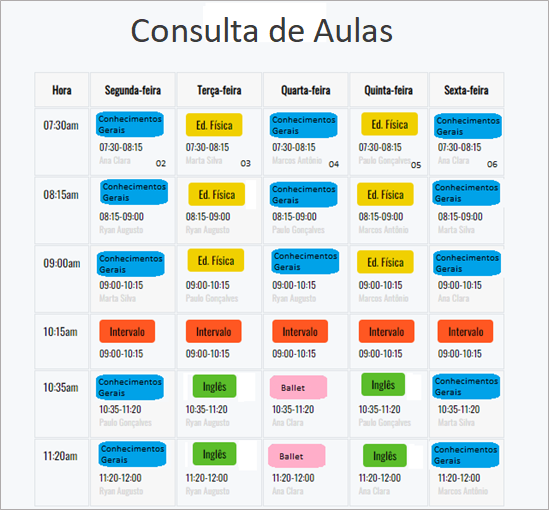 Consulta de Aulas
Hora Segunda-feira Terça-feira Quarta-feira Quinta-feira Sexta-feira
07:30am
Conhecimentos Gerais
07:30-08:15
Ana Clara 02
Ed. Física
07:30-08:15
Marta Silva 03
Conhecimentos Gerais
07:30-08:15
Marcos Antônio 04
Ed. Física
07:30-08:15
Paulo Gonçalves 05
Conhecimentos Gerais
07:30-08:15
Ana Clara 06
08:15am
Conhecimentos Gerais
08:15-09:00
Ryan Augusto
Ed. Física
08:15-09:00
Ryan Augusto
Conhecimentos Gerais
08:15-09:00
Paulo Gonçalves
Ed. Física
08:15-09:00
Marcos Antônio
Conhecimentos Gerais
08:15-09:00
Marta Silva
09:00am
Conhecimentos Gerais
09:00-10:15
Marta Silva
Ed. Física
09:00-10:15
Paulo Gonçalves
Conhecimentos Gerais
09:00-10:15
Ryan Augusto
Ed. Física
09:00-10:15
Marcos Antônio
Conhecimentos Gerais
09:00-10:15
Ana Clara
10:15am
Intervalo
09:00-10:15
Intervalo
09:00-10:15
Intervalo
09:00-10:15
Intervalo
09:00-10:15
Intervalo
09:00-10:15
10:35am
Conhecimentos Gerais
10:35-11:20
Paulo Gonçalves
Inglês
10:35-11:20
Ryan Augusto
Ballet
10:35-11:20
Ana Clara
Inglês
10:35-11:20
Paulo Gonçalves
Conhecimentos Gerais
10:35-11:20
Marta Silva
11:20am
Conhecimentos Gerais
11:20-12:00
Ryan Augusto
Inglês
11:20-12:00
Ryan Augusto
Ballet
11:20-12:00
Ana Clara
Inglês
11:20-12:00
Ana Clara
Conhecimentos Gerais
11:20-12:00
Marcos Antônio